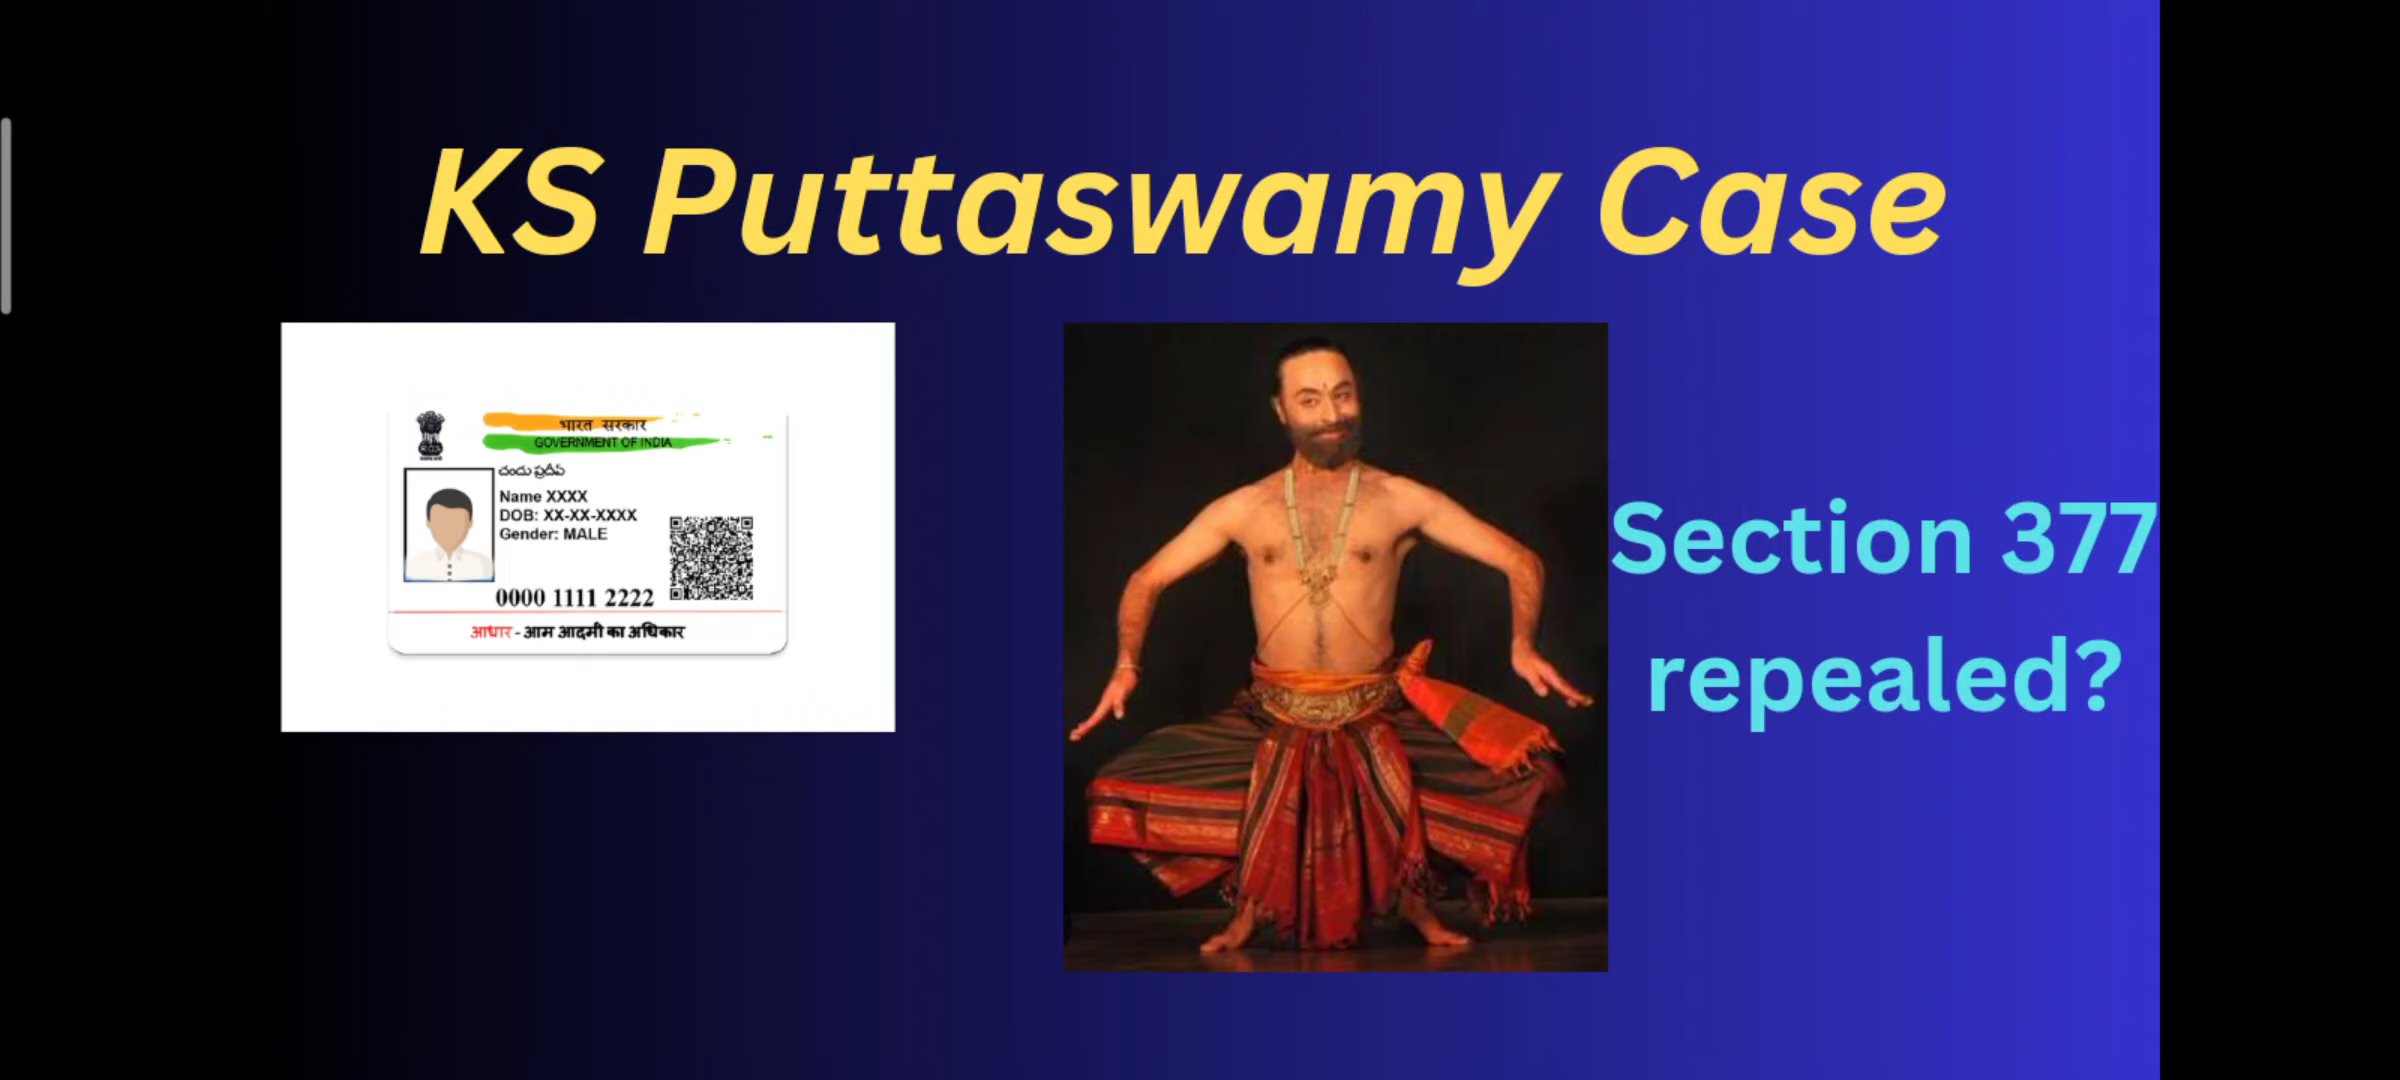 KS Puttaswamy Case
भारत सरकार
GOVERNMENT OF INDIA
చందు ప్రదీప్
Name XXXX
DOB: XX-XX-XXXX
Gender: MALE
0000 1111 2222
आधार - आम आदमी का अधिकार
Section 377
repealed?